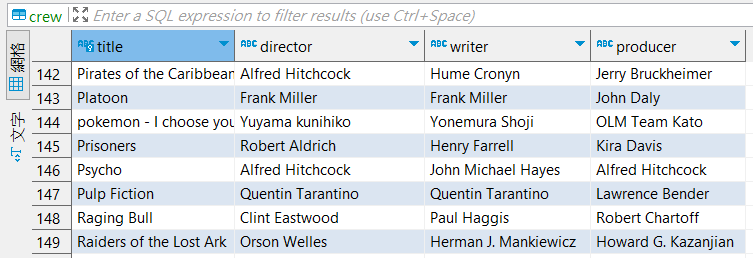 crew Enter a SQL expression to filter results (use Ctrl+Space)
網格
文字
ABC title ABC director ABC writer ABC producer
142 Pirates of the Caribbean Alfred Hitchcock Hume Cronyn Jerry Bruckheimer
143 Platoon Frank Miller Frank Miller John Daly
144 pokemon - I choose you Yuyama kunihiko Yonemura Shoji OLM Team Kato
145 Prisoners Robert Aldrich Henry Farrell Kira Davis
146 Psycho Alfred Hitchcock John Michael Hayes Alfred Hitchcock
147 Pulp Fiction Quentin Tarantino Quentin Tarantino Lawrence Bender
148 Raging Bull Clint Eastwood Paul Haggis Robert Chartoff
149 Raiders of the Lost Ark Orson Welles Herman J. Mankiewicz Howard G. Kazanjian